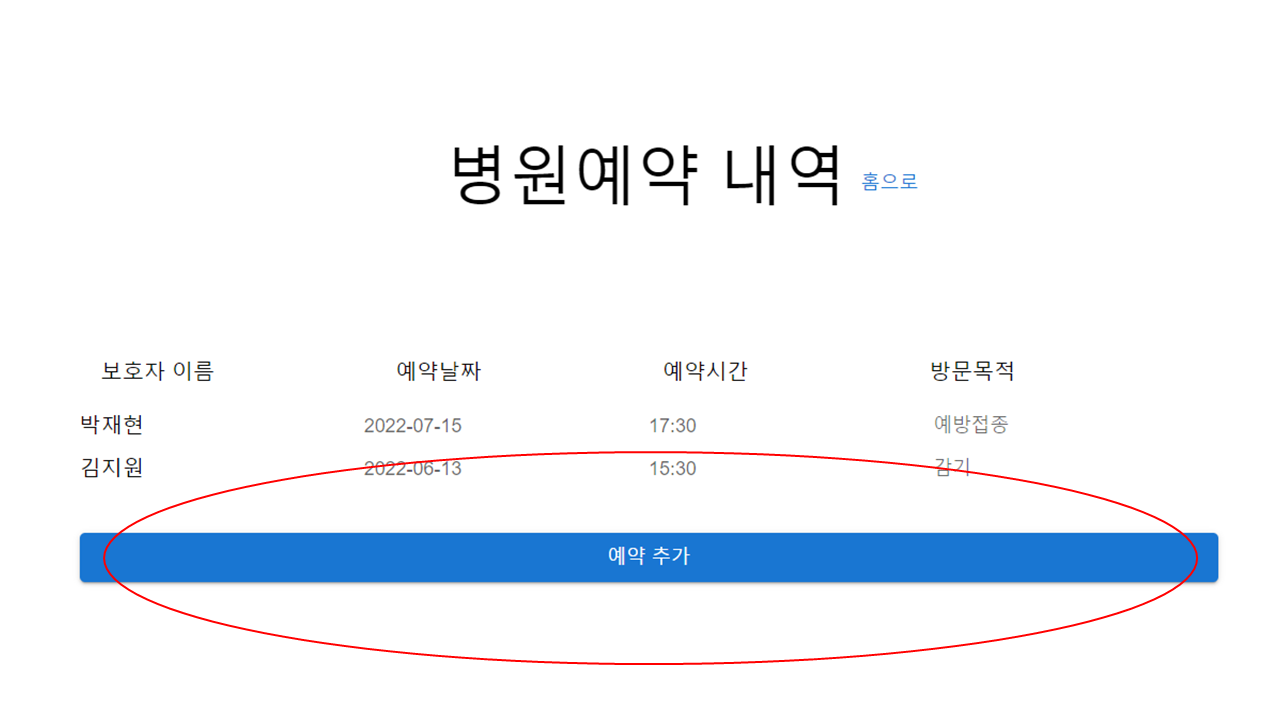 병원예약 내역 홈으로
보호자 이름 예약날짜 예약시간 방문목적
박재현 2022-07-15 17:30 예방접종
김지원 2022-06-13 15:30 감기
예약 추가